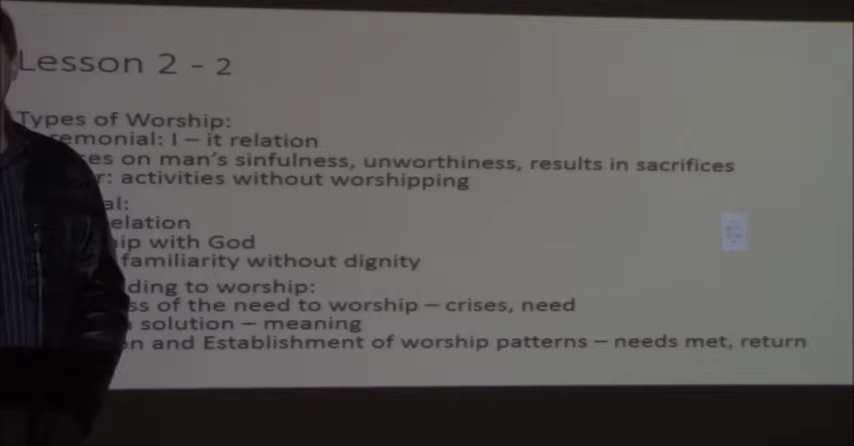 Lesson 2 - 2
Types of Worship:
emonial: I – it relation
es on man's sinfulness, unworthiness, results in sacrifices
r: activities without worshipping
al:
elation
ip with God
familiarity without dignity
ding to worship:
ss of the need to worship – crises, need
solution – meaning
n and Establishment of worship patterns – needs met, return